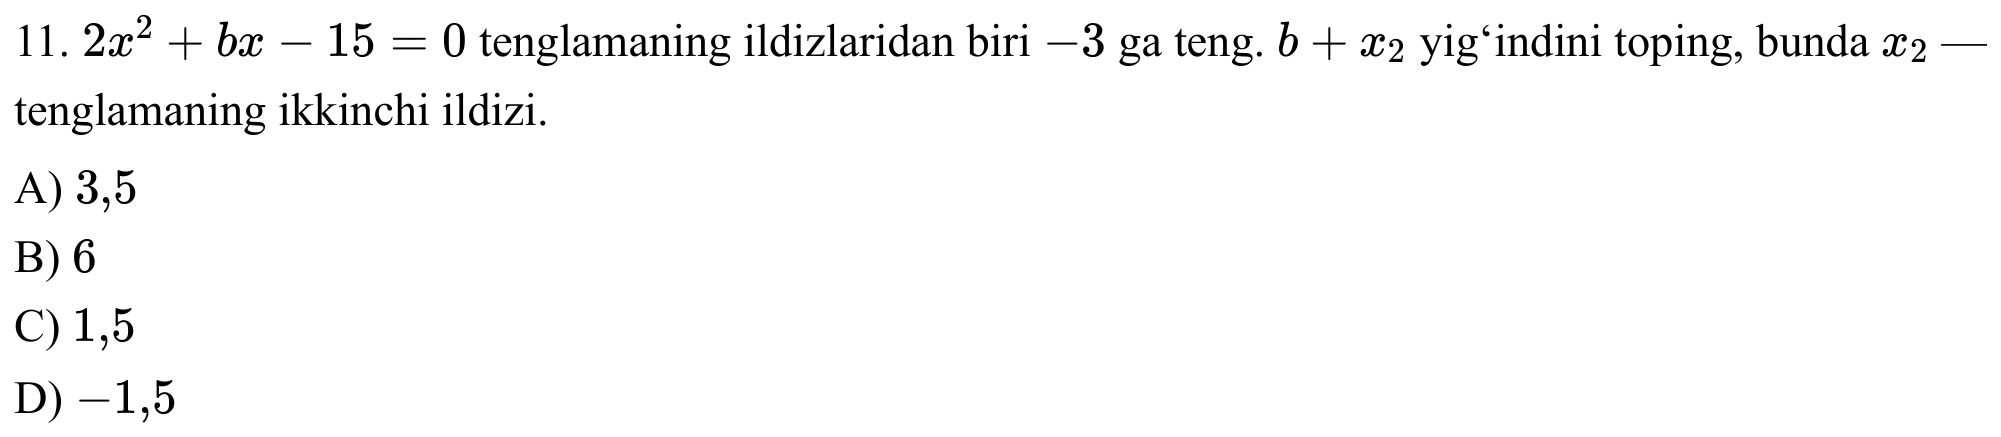 11. 2x² + bx − 15 = 0 tenglamaning ildizlaridan biri −3 ga teng. b + x₂ yig‘indini toping, bunda x₂ —
tenglamaning ikkinchi ildizi.
A) 3,5
B) 6
C) 1,5
D) −1,5